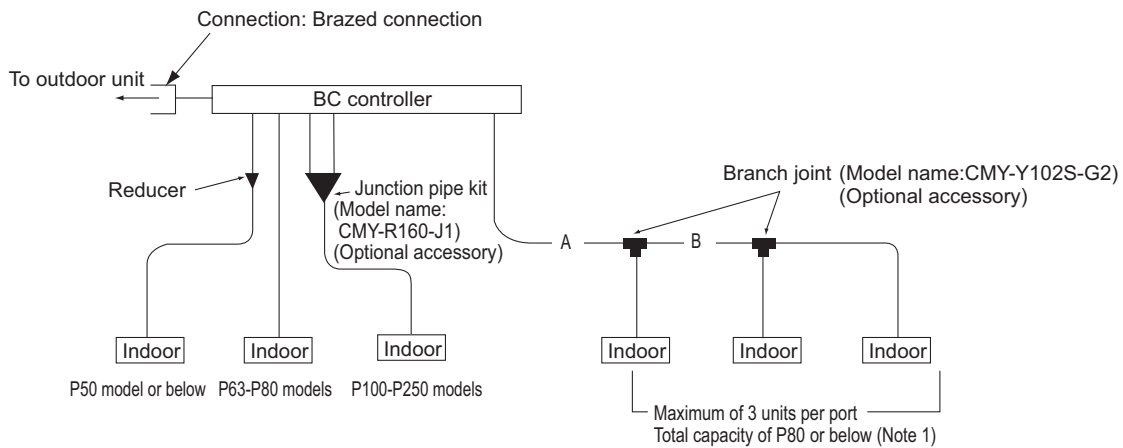 Connection: Brazed connection
To outdoor unit
BC controller
Reducer
Junction pipe kit
(Model name:
CMY-R160-J1)
(Optional accessory)
Branch joint (Model name:CMY-Y102S-G2)
(Optional accessory)
A
B
Indoor
Indoor
Indoor
Indoor
Indoor
Indoor
P50 model or below
P63-P80 models
P100-P250 models
Maximum of 3 units per port
Total capacity of P80 or below (Note 1)